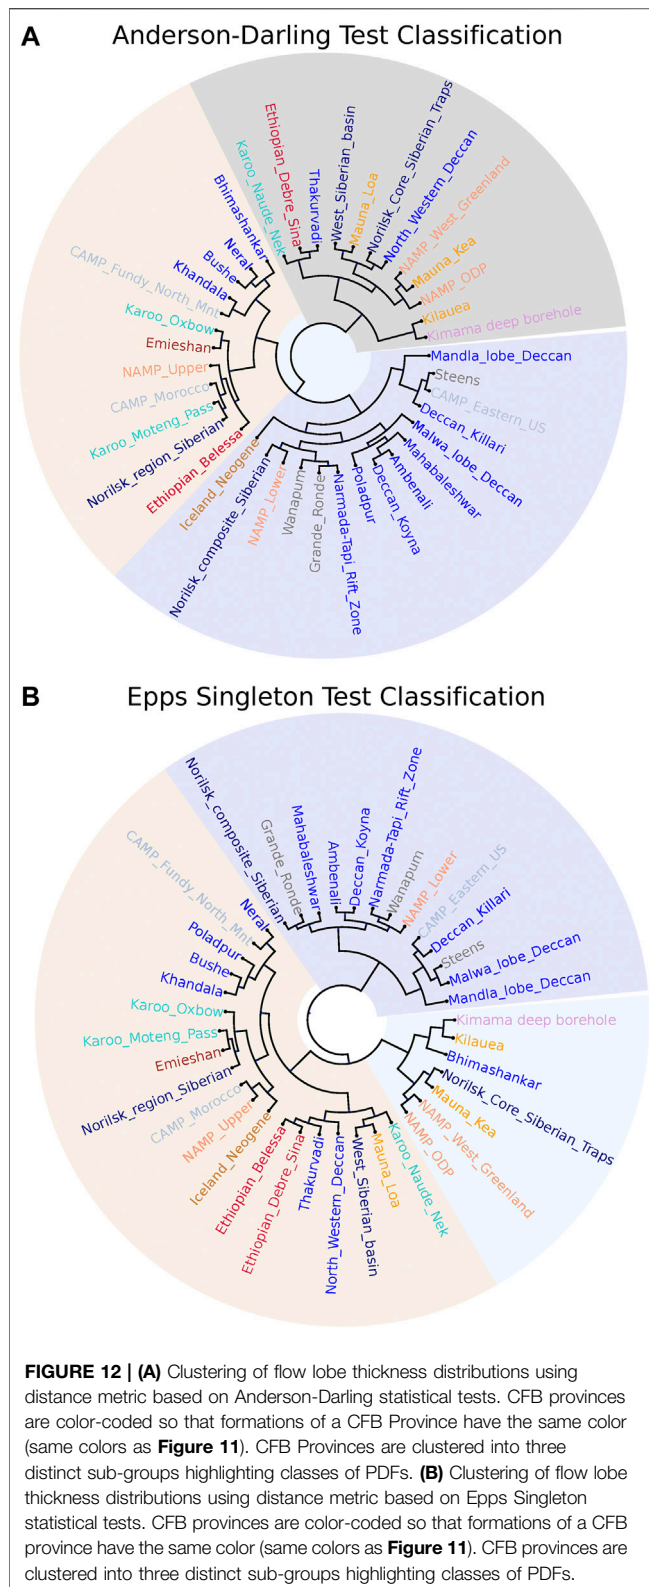 A
Anderson-Darling Test Classification
Karoo_Naude_Nek
Ethiopian_Debre_Sina
Thakurvadi
West_Siberian_basin
Mauna_Loa
Norilsk_Core_Siberian_Traps
North_Western_Deccan
NAMP_West_Greenland
Mauna_Kea
NAMP_ODP
Kilauea
Kimama deep borehole
Mandla_lobe_Deccan
Steens
CAMP_Eastern_US
Deccan_Killari
Malwa_lobe_Deccan
Mahabaleshwar
Ambenali
Deccan_Koyna
Poladpur
Narmada-Tapi_Rift_Zone
Grande_Ronde
Wanapum
NAMP_Lower
Norilsk_composite_Siberian
Iceland_Neogene
Ethiopian_Belessa
Norilsk_region_Siberian
Karoo_Moteng_Pass
CAMP_Morocco
NAMP_Upper
Emieshan
Karoo_Oxbow
CAMP_Fundy_North_Mnt
Khandala
Bushe
Neral
Bhimashankar
B
Epps Singleton Test Classification
Norilsk_composite_Siberian
Grande_Ronde
Mahabaleshwar
Ambenali
Deccan_Koyna
Narmada-Tapi_Rift_Zone
Wanapum
NAMP_Lower
CAMP_Eastern_US
Deccan_Killari
Steens
Malwa_lobe_Deccan
Mandla_lobe_Deccan
Kimama deep borehole
Kilauea
Bhimashankar
Norilsk_Core_Siberian_Traps
Mauna_Kea
NAMP_West_Greenland
NAMP_ODP
Karoo_Naude_Nek
Mauna_Loa
West_Siberian_basin
North_Western_Deccan
Thakurvadi
Ethiopian_Debre_Sina
Ethiopian_Belessa
Iceland_Neogene
NAMP_Upper
CAMP_Morocco
Norilsk_region_Siberian
Emieshan
Karoo_Moteng_Pass
Karoo_Oxbow
Khandala
Bushe
Poladpur
Neral
CAMP_Fundy_North_Mnt
FIGURE 12 | (A) Clustering of flow lobe thickness distributions using
distance metric based on Anderson-Darling statistical tests. CFB provinces
are color-coded so that formations of a CFB Province have the same color
(same colors as Figure 11). CFB Provinces are clustered into three
distinct sub-groups highlighting classes of PDFs. (B) Clustering of flow lobe
thickness distributions using distance metric based on Epps Singleton
statistical tests. CFB provinces are color-coded so that formations of a CFB
province have the same color (same colors as Figure 11). CFB provinces are
clustered into three distinct sub-groups highlighting classes of PDFs.